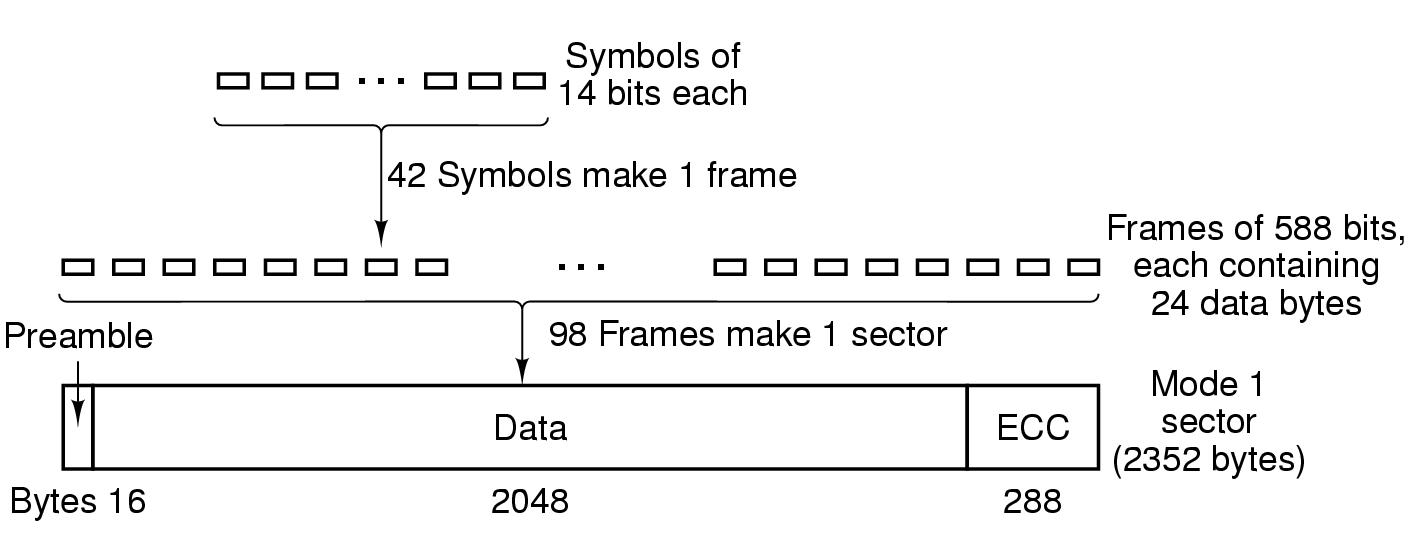 Symbols of
14 bits each
42 Symbols make 1 frame
Frames of 588 bits,
each containing
24 data bytes
98 Frames make 1 sector
Preamble
Data
ECC
Mode 1
sector
(2352 bytes)
Bytes 16
2048
288